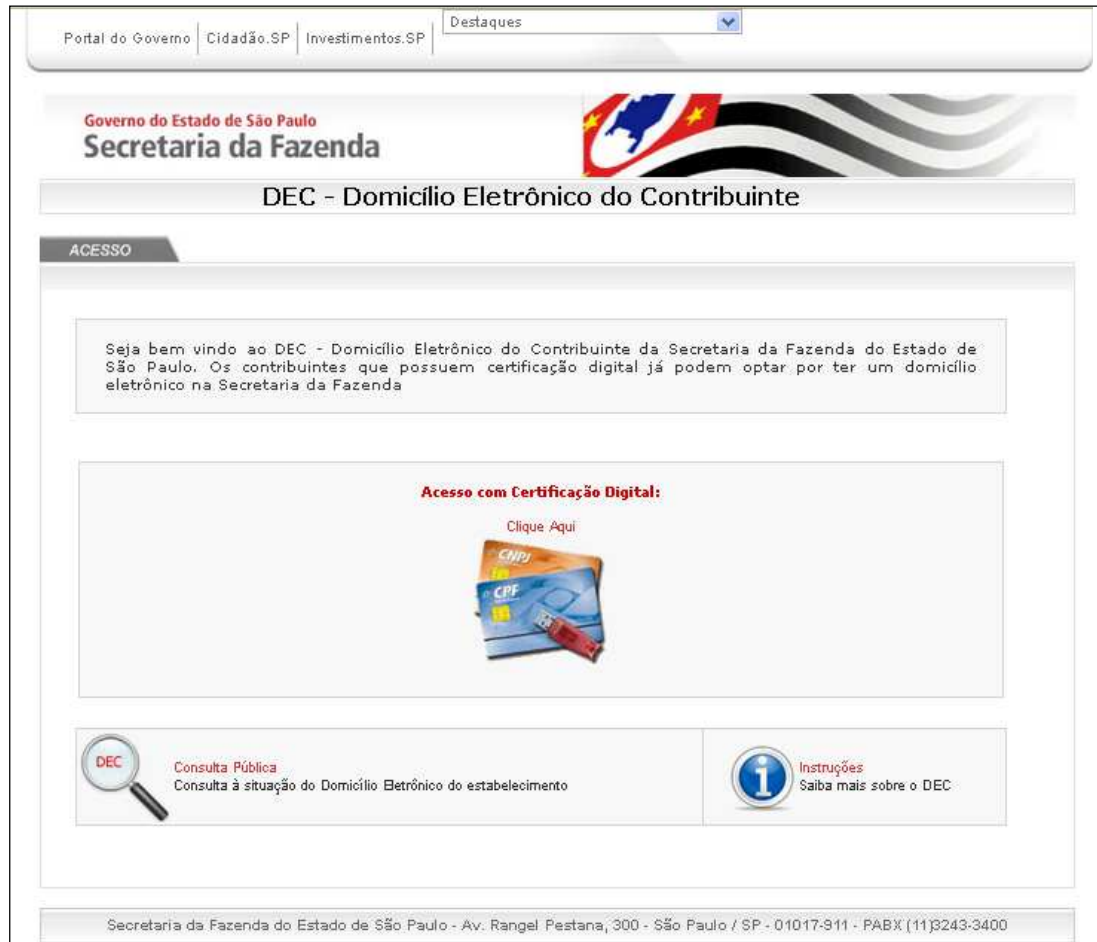 Destaques
Portal do Governo
Cidadão.SP
Investimentos.SP
Governo do Estado de São Paulo
Secretaria da Fazenda
DEC - Domicílio Eletrônico do Contribuinte
ACESSO
Seja bem vindo ao DEC - Domicílio Eletrônico do Contribuinte da Secretaria da Fazenda do Estado de
São Paulo. Os contribuintes que possuem certificação digital já podem optar por ter um domicílio
eletrônico na Secretaria da Fazenda
Acesso com Certificação Digital:
Clique Aqui
CNPJ
CPF
DEC
Consulta Pública
Consulta à situação do Domicílio Eletrônico do estabelecimento
Instruções
Saiba mais sobre o DEC
Secretaria da Fazenda do Estado de São Paulo - Av. Rangel Pestana, 300 - São Paulo / SP - 01017-911 - PABX (11)3243-3400